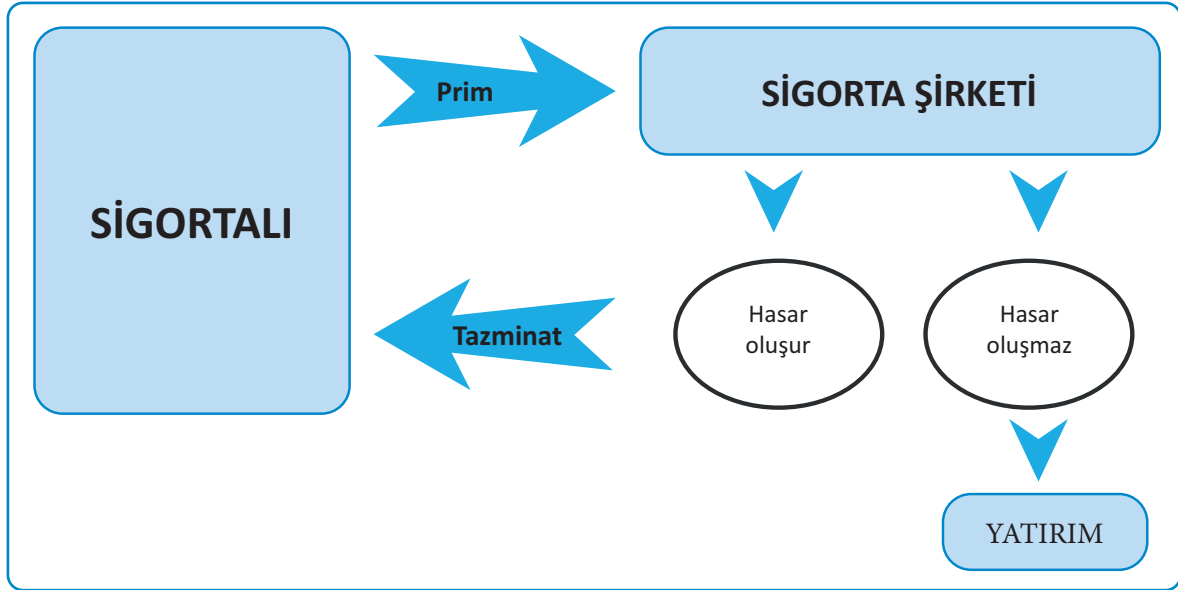 Prim
SİGORTA ŞİRKETİ
SİGORTALI
Tazminat
Hasar
oluşur
Hasar
oluşmaz
YATIRIM